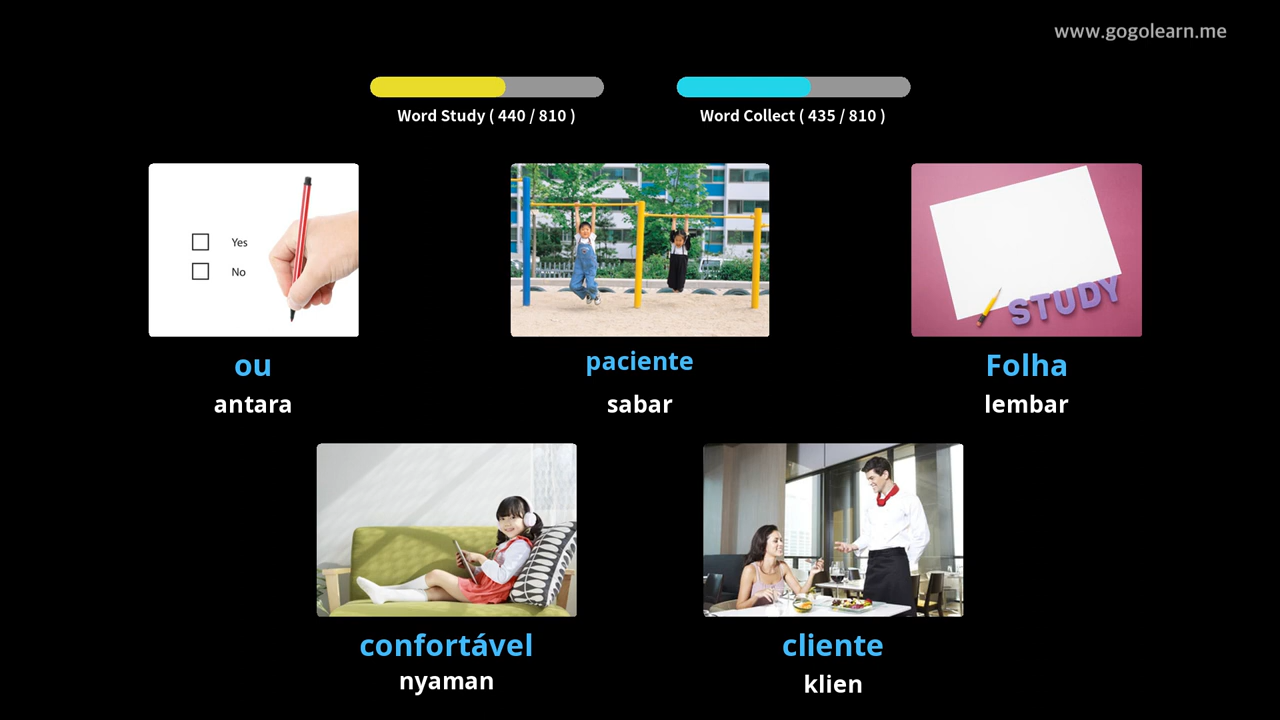 www.gogolearn.me
Word Study ( 440 / 810 )
Word Collect ( 435 / 810 )
Yes
No
STUDY
ou
antara
paciente
sabar
Folha
lembar
confortável
nyaman
cliente
klien